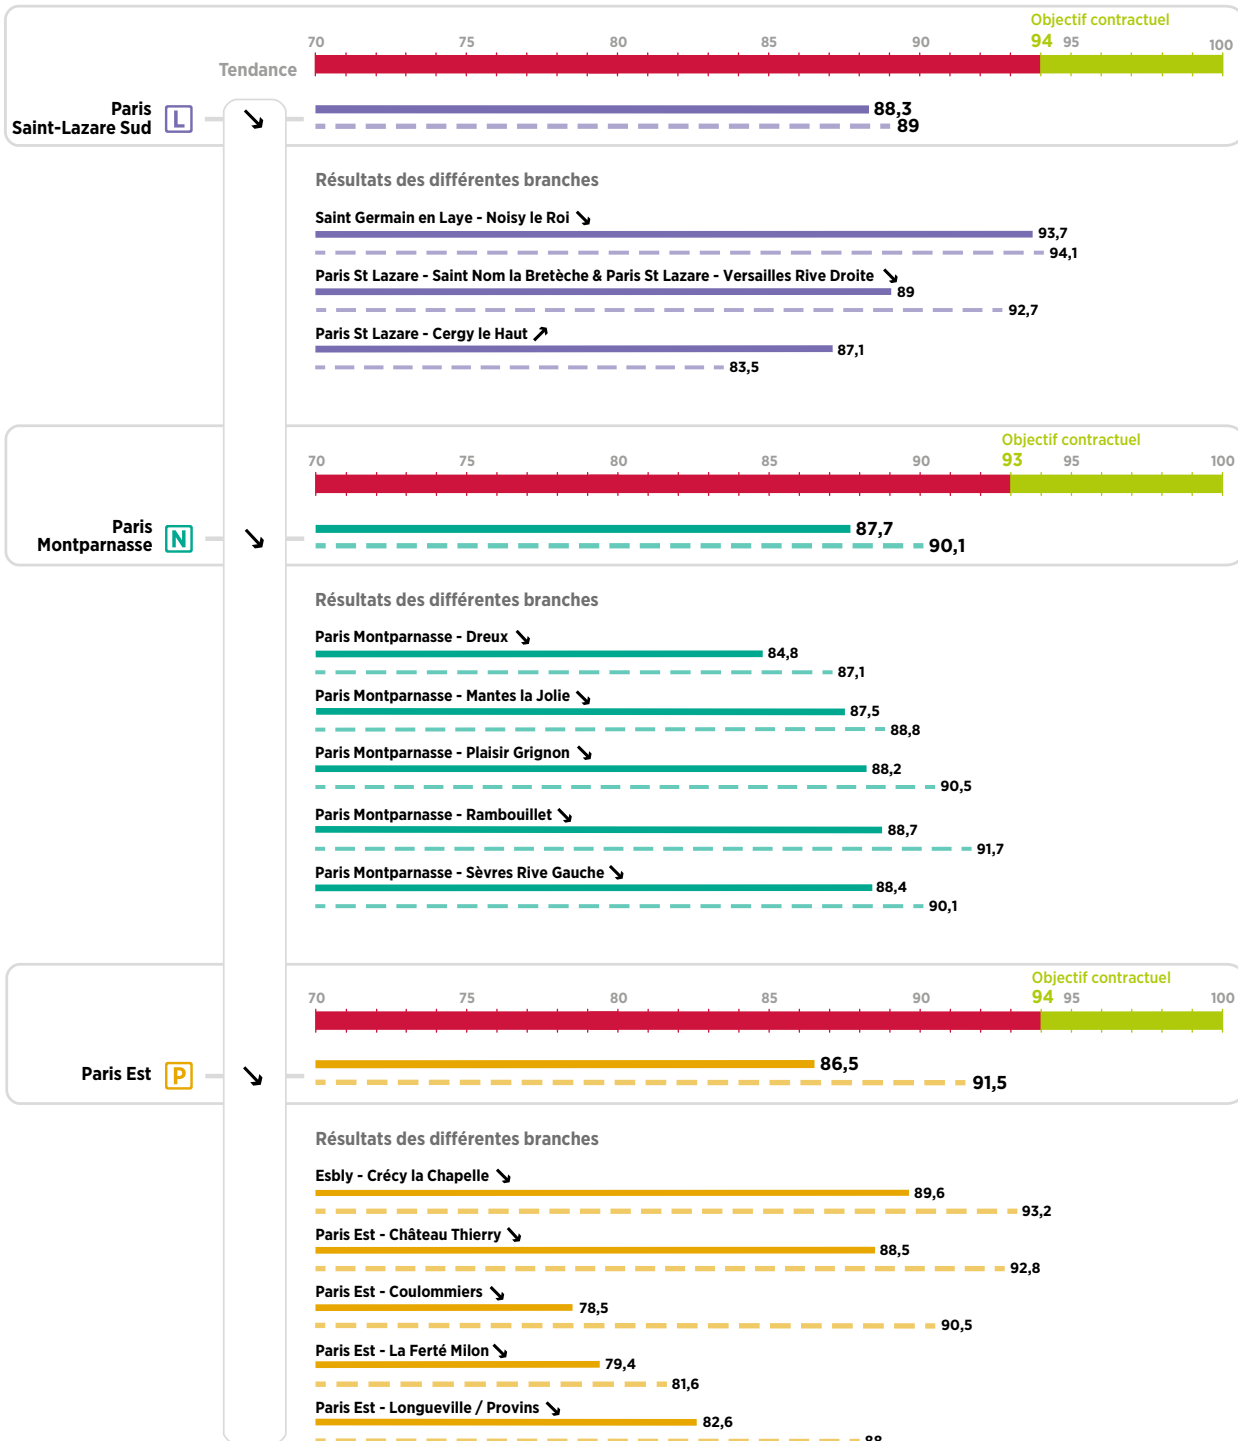 Objectif contractuel
70 75 80 85 90 94 95 100
Tendance
Paris
Saint-Lazare Sud L
88,3
89
Résultats des différentes branches
Saint Germain en Laye - Noisy le Roi
93,7
94,1
Paris St Lazare - Saint Nom la Bretèche & Paris St Lazare - Versailles Rive Droite
89
92,7
Paris St Lazare - Cergy le Haut
87,1
83,5
Objectif contractuel
70 75 80 85 90 93 95 100
Paris
Montparnasse N
87,7
90,1
Résultats des différentes branches
Paris Montparnasse - Dreux
84,8
87,1
Paris Montparnasse - Mantes la Jolie
87,5
88,8
Paris Montparnasse - Plaisir Grignon
88,2
90,5
Paris Montparnasse - Rambouillet
88,7
91,7
Paris Montparnasse - Sèvres Rive Gauche
88,4
90,1
Objectif contractuel
70 75 80 85 90 94 95 100
Paris Est P
86,5
91,5
Résultats des différentes branches
Esbly - Crécy la Chapelle
89,6
93,2
Paris Est - Château Thierry
88,5
92,8
Paris Est - Coulommiers
78,5
90,5
Paris Est - La Ferté Milon
79,4
81,6
Paris Est - Longueville / Provins
82,6
88